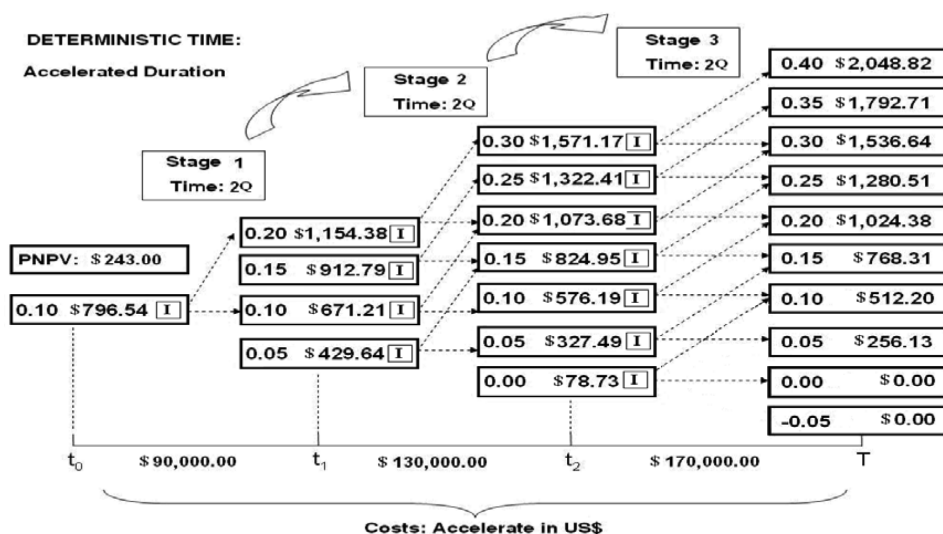 DETERMINISTIC TIME:
Accelerated Duration
Stage 1
Time: 2Q
Stage 2
Time: 2Q
Stage 3
Time: 2Q
PNPV: $243.00
0.10 $796.54 I
0.20 $1,154.38 I
0.15 $912.79 I
0.10 $671.21 I
0.05 $429.64 I
0.30 $1,571.17 I
0.25 $1,322.41 I
0.20 $1,073.68 I
0.15 $824.95 I
0.10 $576.19 I
0.05 $327.49 I
0.00 $78.73 I
0.40 $2,048.82
0.35 $1,792.71
0.30 $1,536.64
0.25 $1,280.51
0.20 $1,024.38
0.15 $768.31
0.10 $512.20
0.05 $256.13
0.00 $0.00
-0.05 $0.00
t0 $90,000.00 t1 $130,000.00 t2 $170,000.00 T
Costs: Accelerate in US$